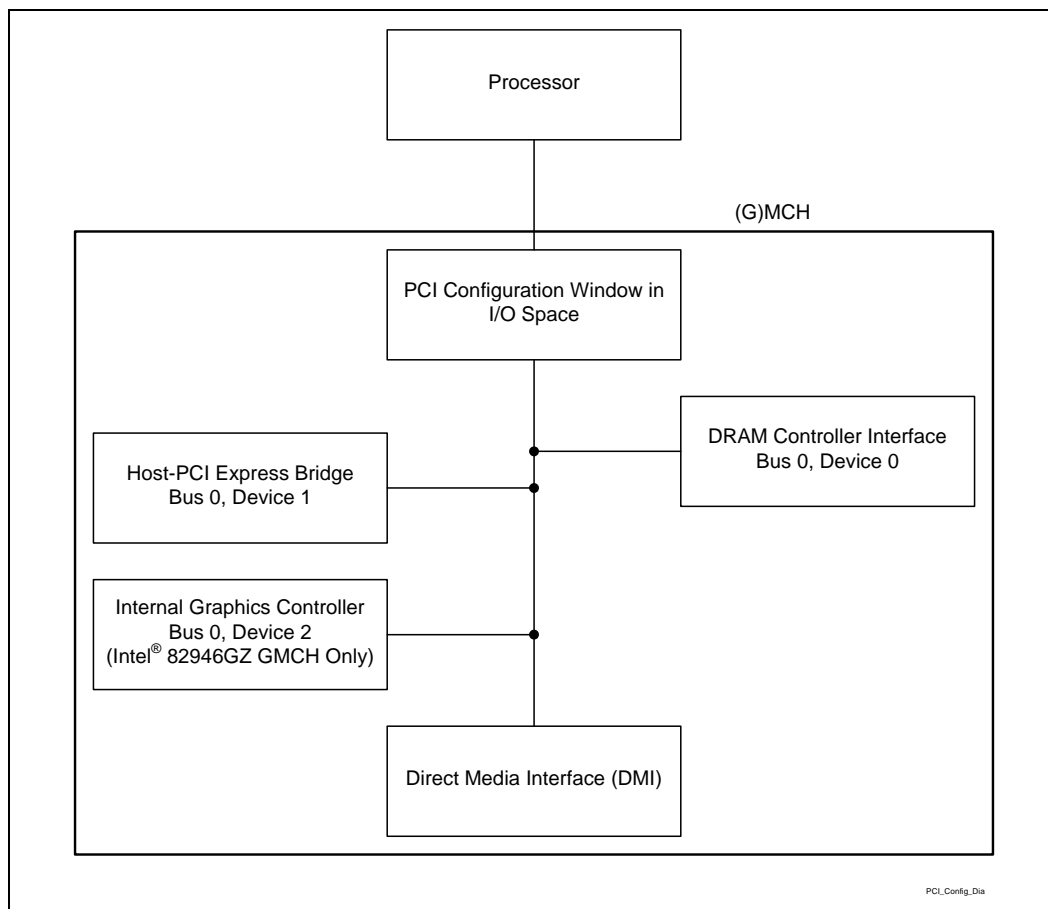 Processor
(G)MCH
PCI Configuration Window in
I/O Space
DRAM Controller Interface
Bus 0, Device 0
Host-PCI Express Bridge
Bus 0, Device 1
Internal Graphics Controller
Bus 0, Device 2
(Intel® 82946GZ GMCH Only)
Direct Media Interface (DMI)
PCI_Config_Dia